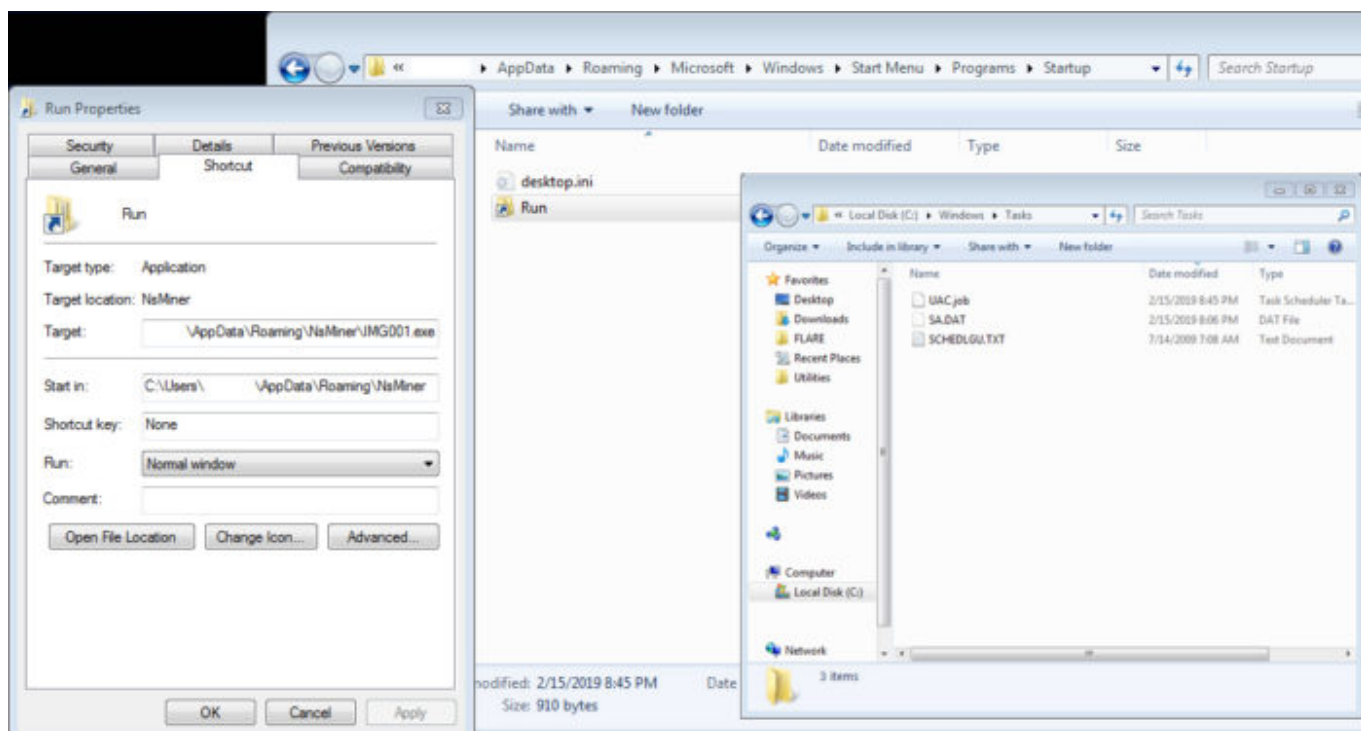 « ▸ AppData ▸ Roaming ▸ Microsoft ▸ Windows ▸ Start Menu ▸ Programs ▸ Startup
Search Startup
Share with New folder
Name Date modified Type Size
desktop.ini
Run
modified: 2/15/2019 8:45 PM Date
Size: 910 bytes
Run Properties
Security Details Previous Versions
General Shortcut Compatibility
Run
Target type: Application
Target location: NsMiner
Target: \AppData\Roaming\NsMiner\IMG001.exe
Start in: C:\Users\ \AppData\Roaming\NsMiner
Shortcut key: None
Run: Normal window
Comment:
Open File Location Change Icon... Advanced...
OK Cancel Apply
« Local Disk (C:) ▸ Windows ▸ Tasks
Search Tasks
Organize Include in library Share with New folder
Favorites
Desktop
Downloads
FLARE
Recent Places
Utilities
Libraries
Documents
Music
Pictures
Videos
Computer
Local Disk (C:)
Network
Name Date modified Type
UAC.job 2/15/2019 8:45 PM Task Scheduler Ta...
SA.DAT 2/15/2019 8:06 PM DAT File
SCHEDLGU.TXT 7/14/2009 7:08 AM Text Document
3 items